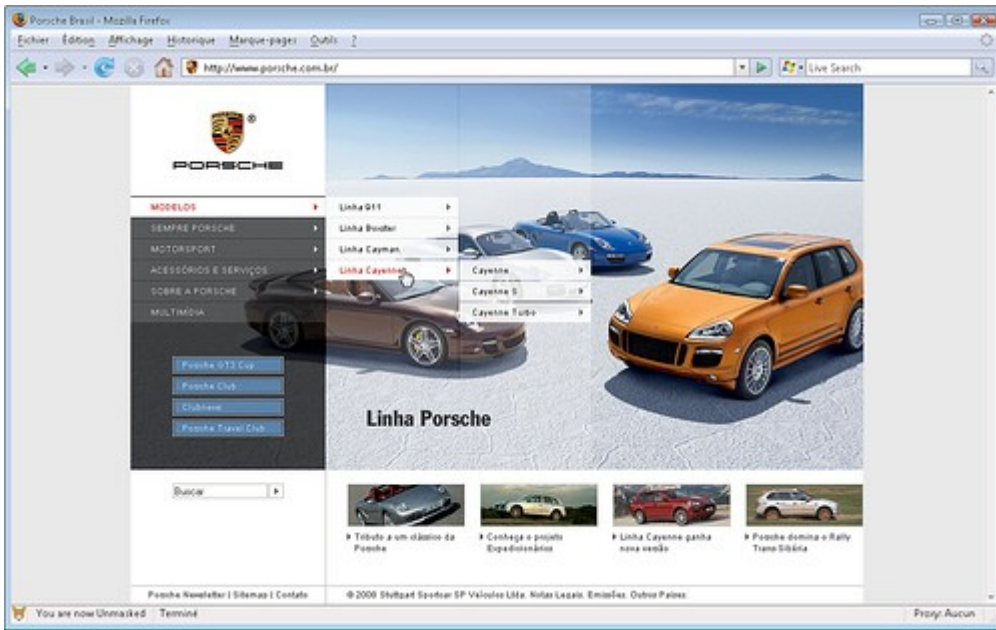 Porsche Brasil - Mozilla Firefox
Fichier Édition Affichage Historique Marque-pages Outils ?
http://www.porsche.com.br/
Live Search
PORSCHE
MODELOS
SEMPRE PORSCHE
MOTORSPORT
ACESSÓRIOS E SERVIÇOS
SOBRE A PORSCHE
MULTIMÍDIA
Linha 911
Linha Boxster
Linha Cayman
Linha Cayenne
Cayenne
Cayenne S
Cayenne Turbo
Porsche GT3 Cup
Porsche Club
Clubnews
Porsche Travel Club
Linha Porsche
Buscar
Tributo a um clássico da
Porsche
Conheça o projeto
Expedicionários
Linha Cayenne ganha
nova versão
Porsche domina o Rally
Trans-Sibéria
Porsche Newsletter | Sitemap | Contato
© 2008 Stuttgart Sportcar SP Veículos Ltda. Notas Legais. Emissões. Outros Países.
You are now Unmasked Terminé
Proxy: Aucun